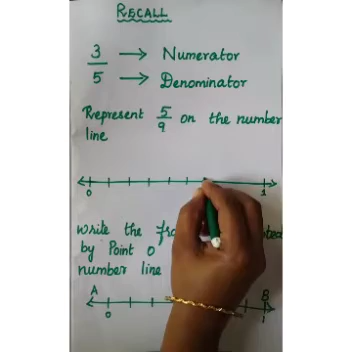 RECALL
3/5 → Numerator
→ Denominator
Represent 5/9 on the number
line
0 1
Write the
by Point O
number line
A B
0 1